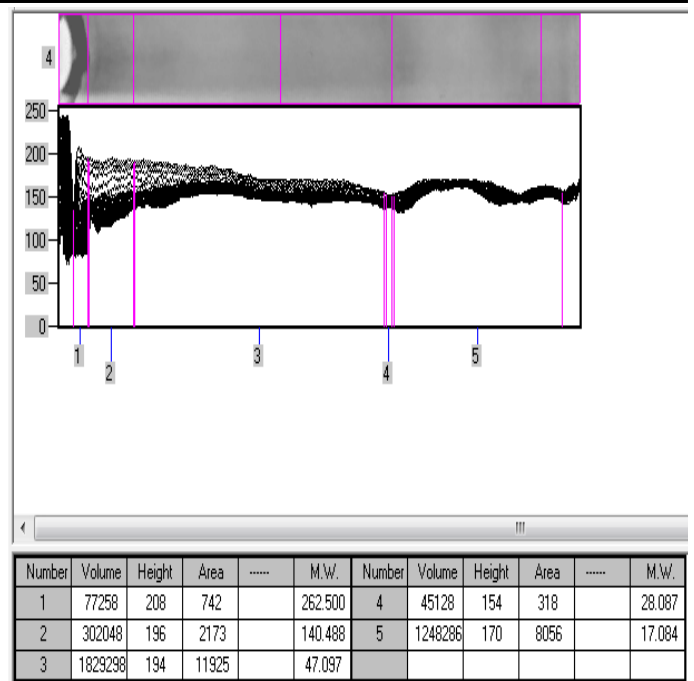 4
250
200
150
100
50
0
1 2 3 4 5
Number Volume Height Area ------ M.W. Number Volume Height Area ------ M.W.
1 77258 208 742 262.500 4 45128 154 318 28.087
2 302048 196 2173 140.488 5 1248286 170 8056 17.084
3 1829298 194 11925 47.097